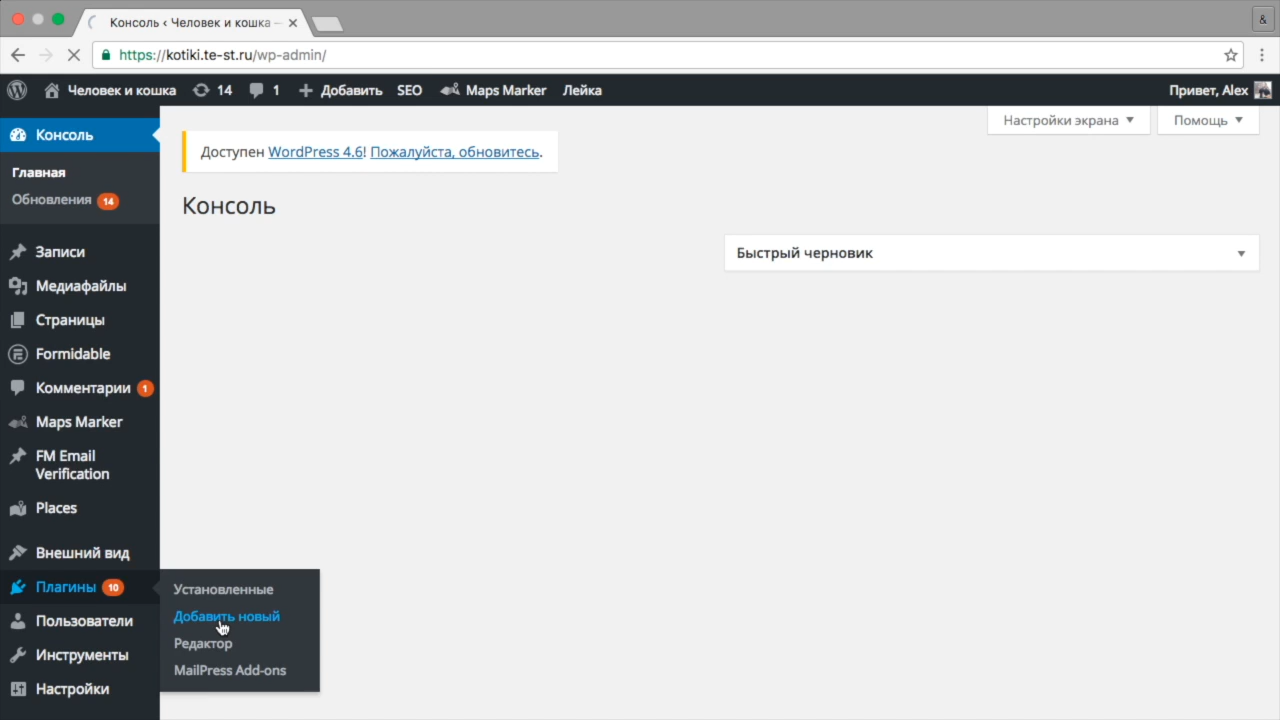 Консоль ‹ Человек и кошка —
&
https://kotiki.te-st.ru/wp-admin/
Человек и кошка 14 1 Добавить SEO Maps Marker Лейка Привет, Alex
Настройки экрана Помощь
Консоль
Главная
Обновления 14
Записи
Медиафайлы
Страницы
Formidable
Комментарии 1
Maps Marker
FM Email
Verification
Places
Внешний вид
Плагины 10
Пользователи
Инструменты
Настройки
Установленные
Добавить новый
Редактор
MailPress Add-ons
Доступен WordPress 4.6! Пожалуйста, обновитесь.
Консоль
Быстрый черновик